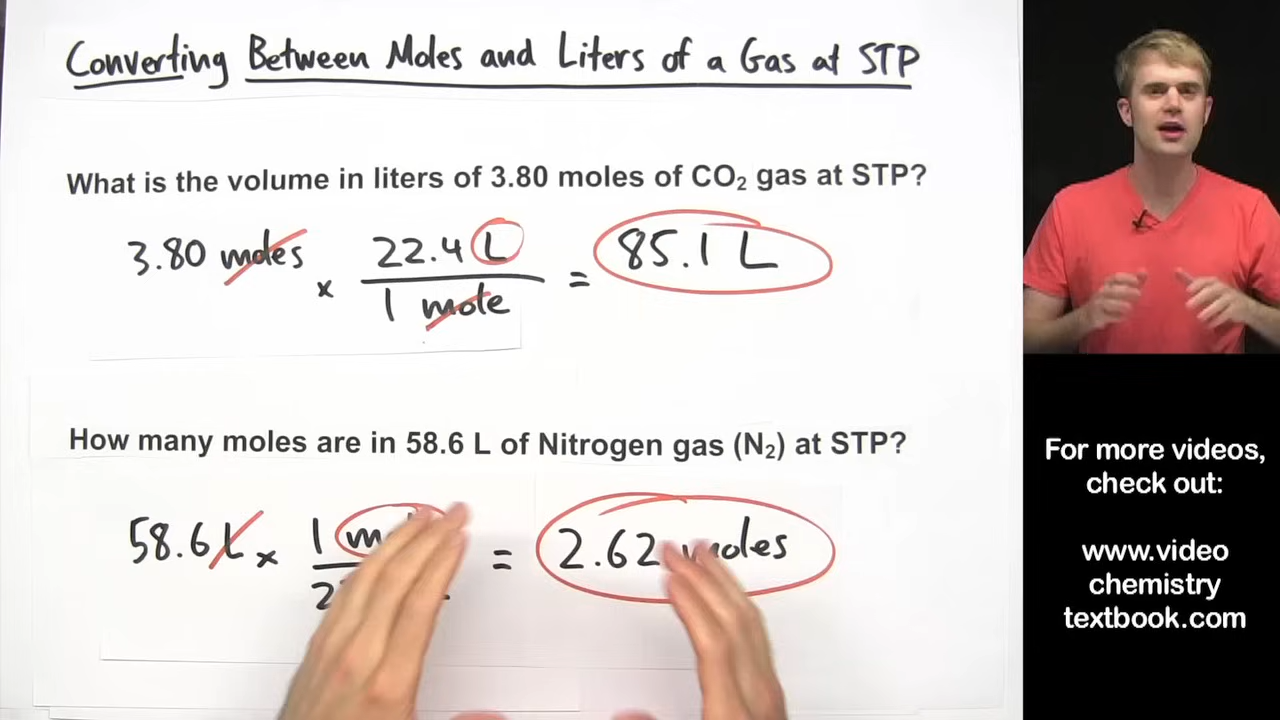 Converting Between Moles and Liters of a Gas at STP
What is the volume in liters of 3.80 moles of CO₂ gas at STP?
3.80 moles × 22.4 L / 1 mole = 85.1 L
How many moles are in 58.6 L of Nitrogen gas (N₂) at STP?
58.6 L × 1 = 2.62 moles
For more videos,
check out:
www.video
chemistry
textbook.com